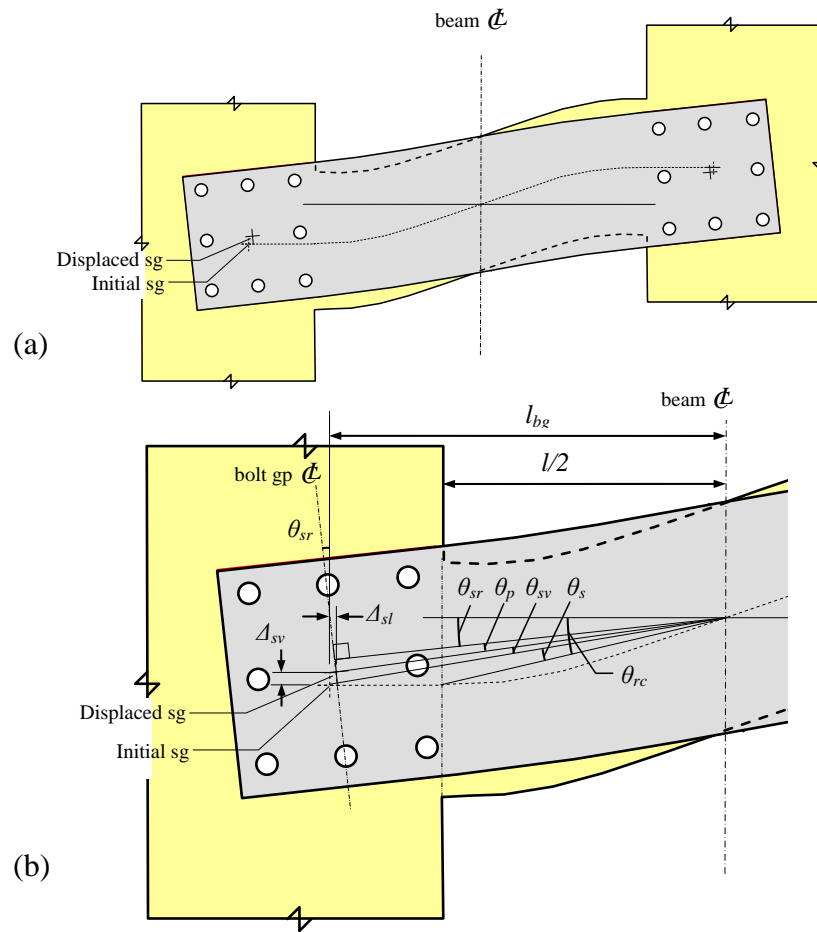 beam ℄
Displaced sg
Initial sg
(a)
beam ℄
l_bg
bolt gp ℄
l/2
θ_sr
θ_sr θ_p θ_sv θ_s
Δ_sl
Δ_sv
θ_rc
Displaced sg
Initial sg
(b)